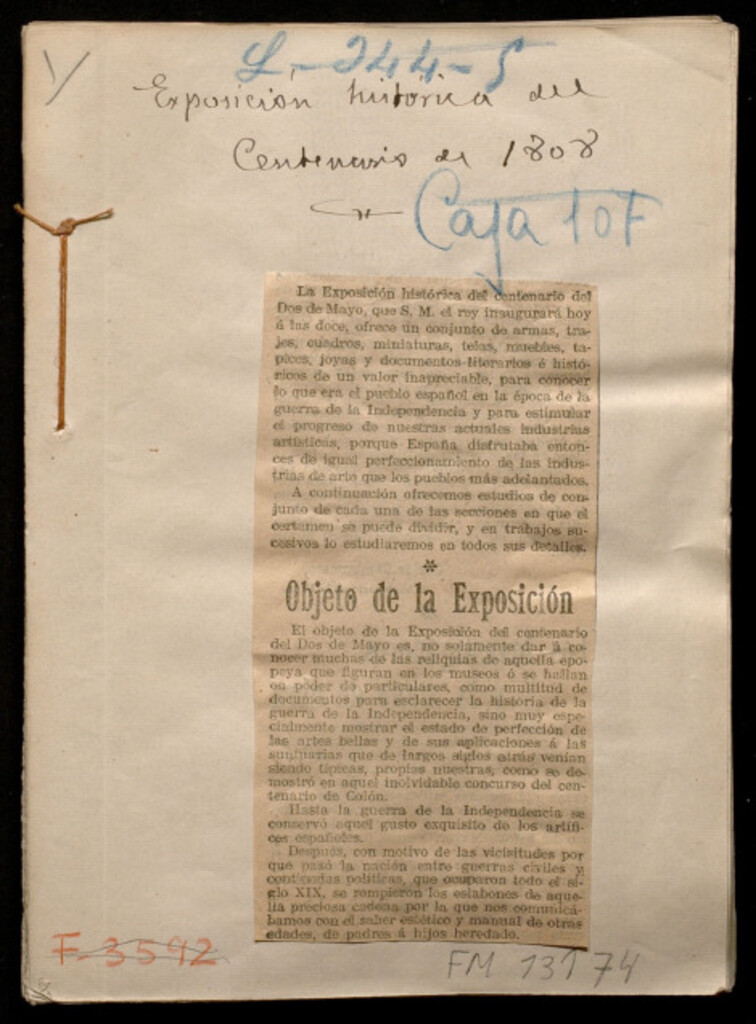 L-244-5
Exposición histórica del
Centenario de 1808
Caja 10F
La Exposición histórica del centenario del
Dos de Mayo, que S. M. el rey inaugurará hoy
á las doce, ofrece un conjunto de armas, tra-
jes, cuadros, miniaturas, telas, muebles, ta-
pices, joyas y documentos literarios é histó-
ricos de un valor inapreciable, para conocer
lo que era el pueblo español en la época de la
guerra de la Independencia y para estimular
el progreso de nuestras actuales industrias
artísticas, porque España disfrutaba enton-
ces de igual perfeccionamiento de las indus-
trias de arte que los pueblos más adelantados.
A continuación ofrecemos estudios de con-
junto de cada una de las secciones en que el
certamen se puede dividir, y en trabajos su-
cesivos lo estudiaremos en todos sus detalles.
*
Objeto de la Exposición
El objeto de la Exposición del centenario
del Dos de Mayo es, no solamente dar á co-
nocer muchas de las reliquias de aquella epo-
peya que figuran en los museos ó se hallan
en poder de particulares, como multitud de
documentos para esclarecer la historia de la
guerra de la Independencia, sino muy espe-
cialmente mostrar el estado de perfección de
las artes bellas y de sus aplicaciones á las
suntuarias que de largos siglos atrás venían
siendo típicas, propias nuestras, como se de-
mostró en aquel inolvidable concurso del cen-
tenario de Colón.
Hasta la guerra de la Independencia se
conservó aquel gusto exquisito de los artífi-
ces españoles.
Después, con motivo de las vicisitudes por
que pasó la nación entre guerras civiles y
contiendas políticas, que ocuparon todo el si-
glo XIX, se rompieron los eslabones de aque-
lla preciosa cadena por la que nos comunicá-
bamos con el saber estético y manual de otras
edades, de padres á hijos heredado.
F-3592
FM 13174